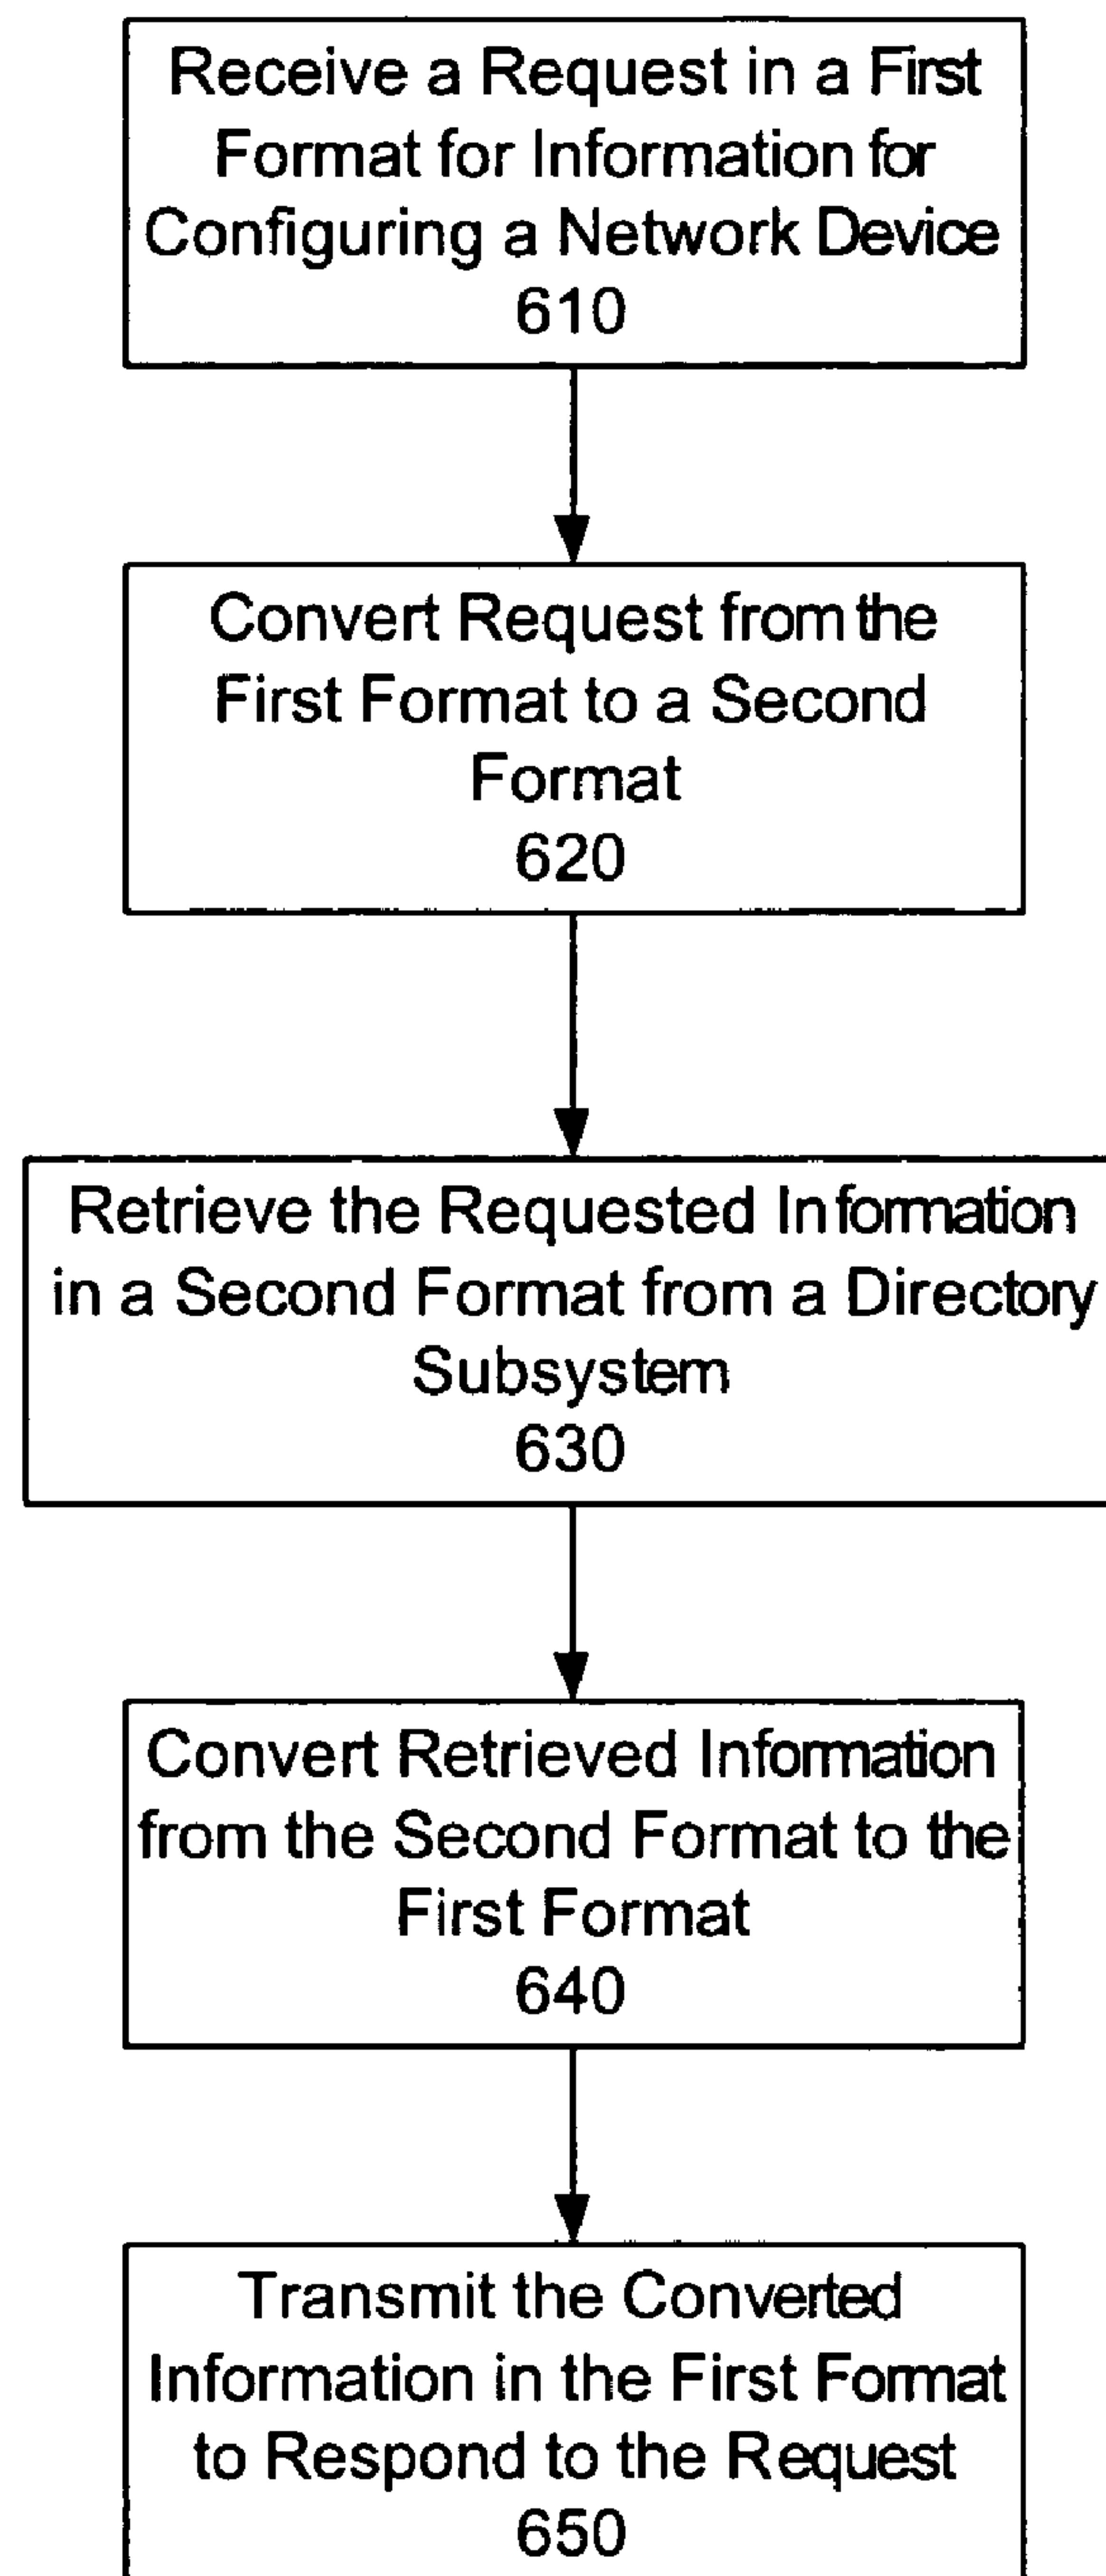 Receive a Request in a First
Format for Information for
Configuring a Network Device
610
Convert Request from the
First Format to a Second
Format
620
Retrieve the Requested Information
in a Second Format from a Directory
Subsystem
630
Convert Retrieved Information
from the Second Format to the
First Format
640
Transmit the Converted
Information in the First Format
to Respond to the Request
650